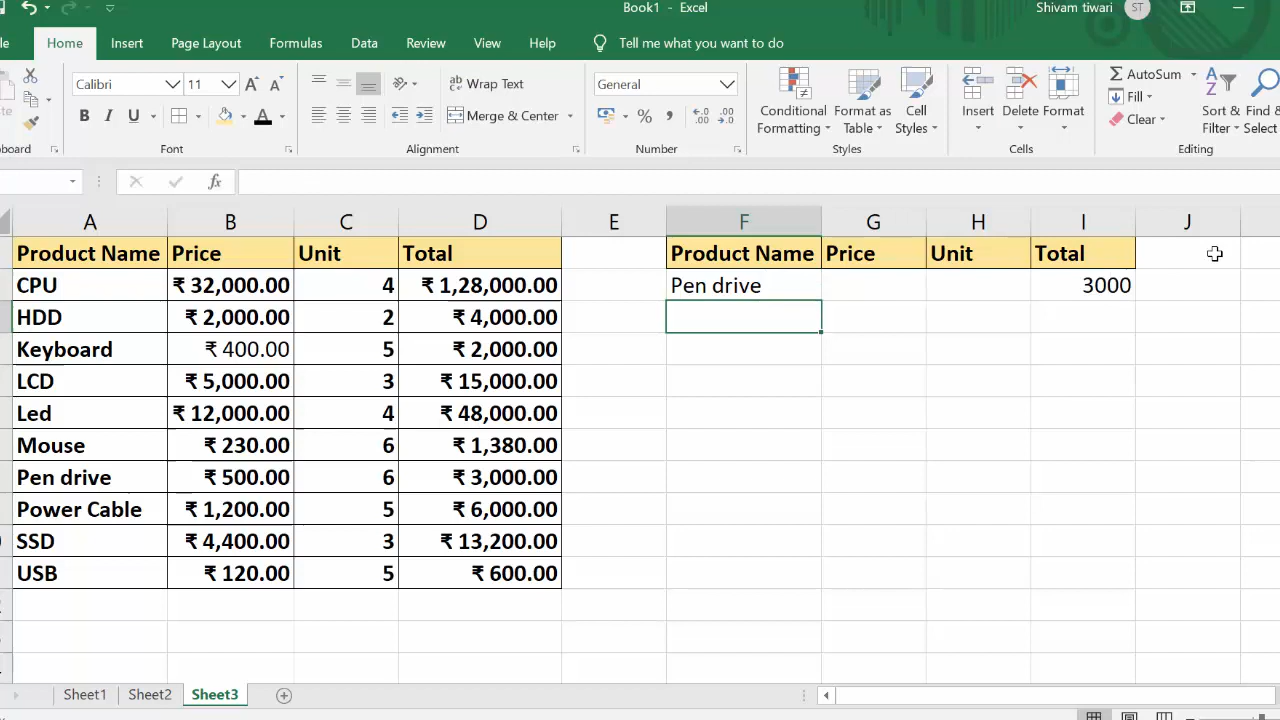 Book1 - Excel
Shivam tiwari ST
Home Insert Page Layout Formulas Data Review View Help Tell me what you want to do
Calibri 11 Wrap Text General AutoSum
B I U Merge & Center Conditional Formatting Format as Table Cell Styles Insert Delete Format Fill Sort & Filter Find & Select
Clear
Font Alignment Number Styles Cells Editing
fx
A B C D E F G H I J
Product Name Price Unit Total Product Name Price Unit Total
CPU ₹ 32,000.00 4 ₹ 1,28,000.00 Pen drive 3000
HDD ₹ 2,000.00 2 ₹ 4,000.00
Keyboard ₹ 400.00 5 ₹ 2,000.00
LCD ₹ 5,000.00 3 ₹ 15,000.00
Led ₹ 12,000.00 4 ₹ 48,000.00
Mouse ₹ 230.00 6 ₹ 1,380.00
Pen drive ₹ 500.00 6 ₹ 3,000.00
Power Cable ₹ 1,200.00 5 ₹ 6,000.00
SSD ₹ 4,400.00 3 ₹ 13,200.00
USB ₹ 120.00 5 ₹ 600.00
Sheet1 Sheet2 Sheet3